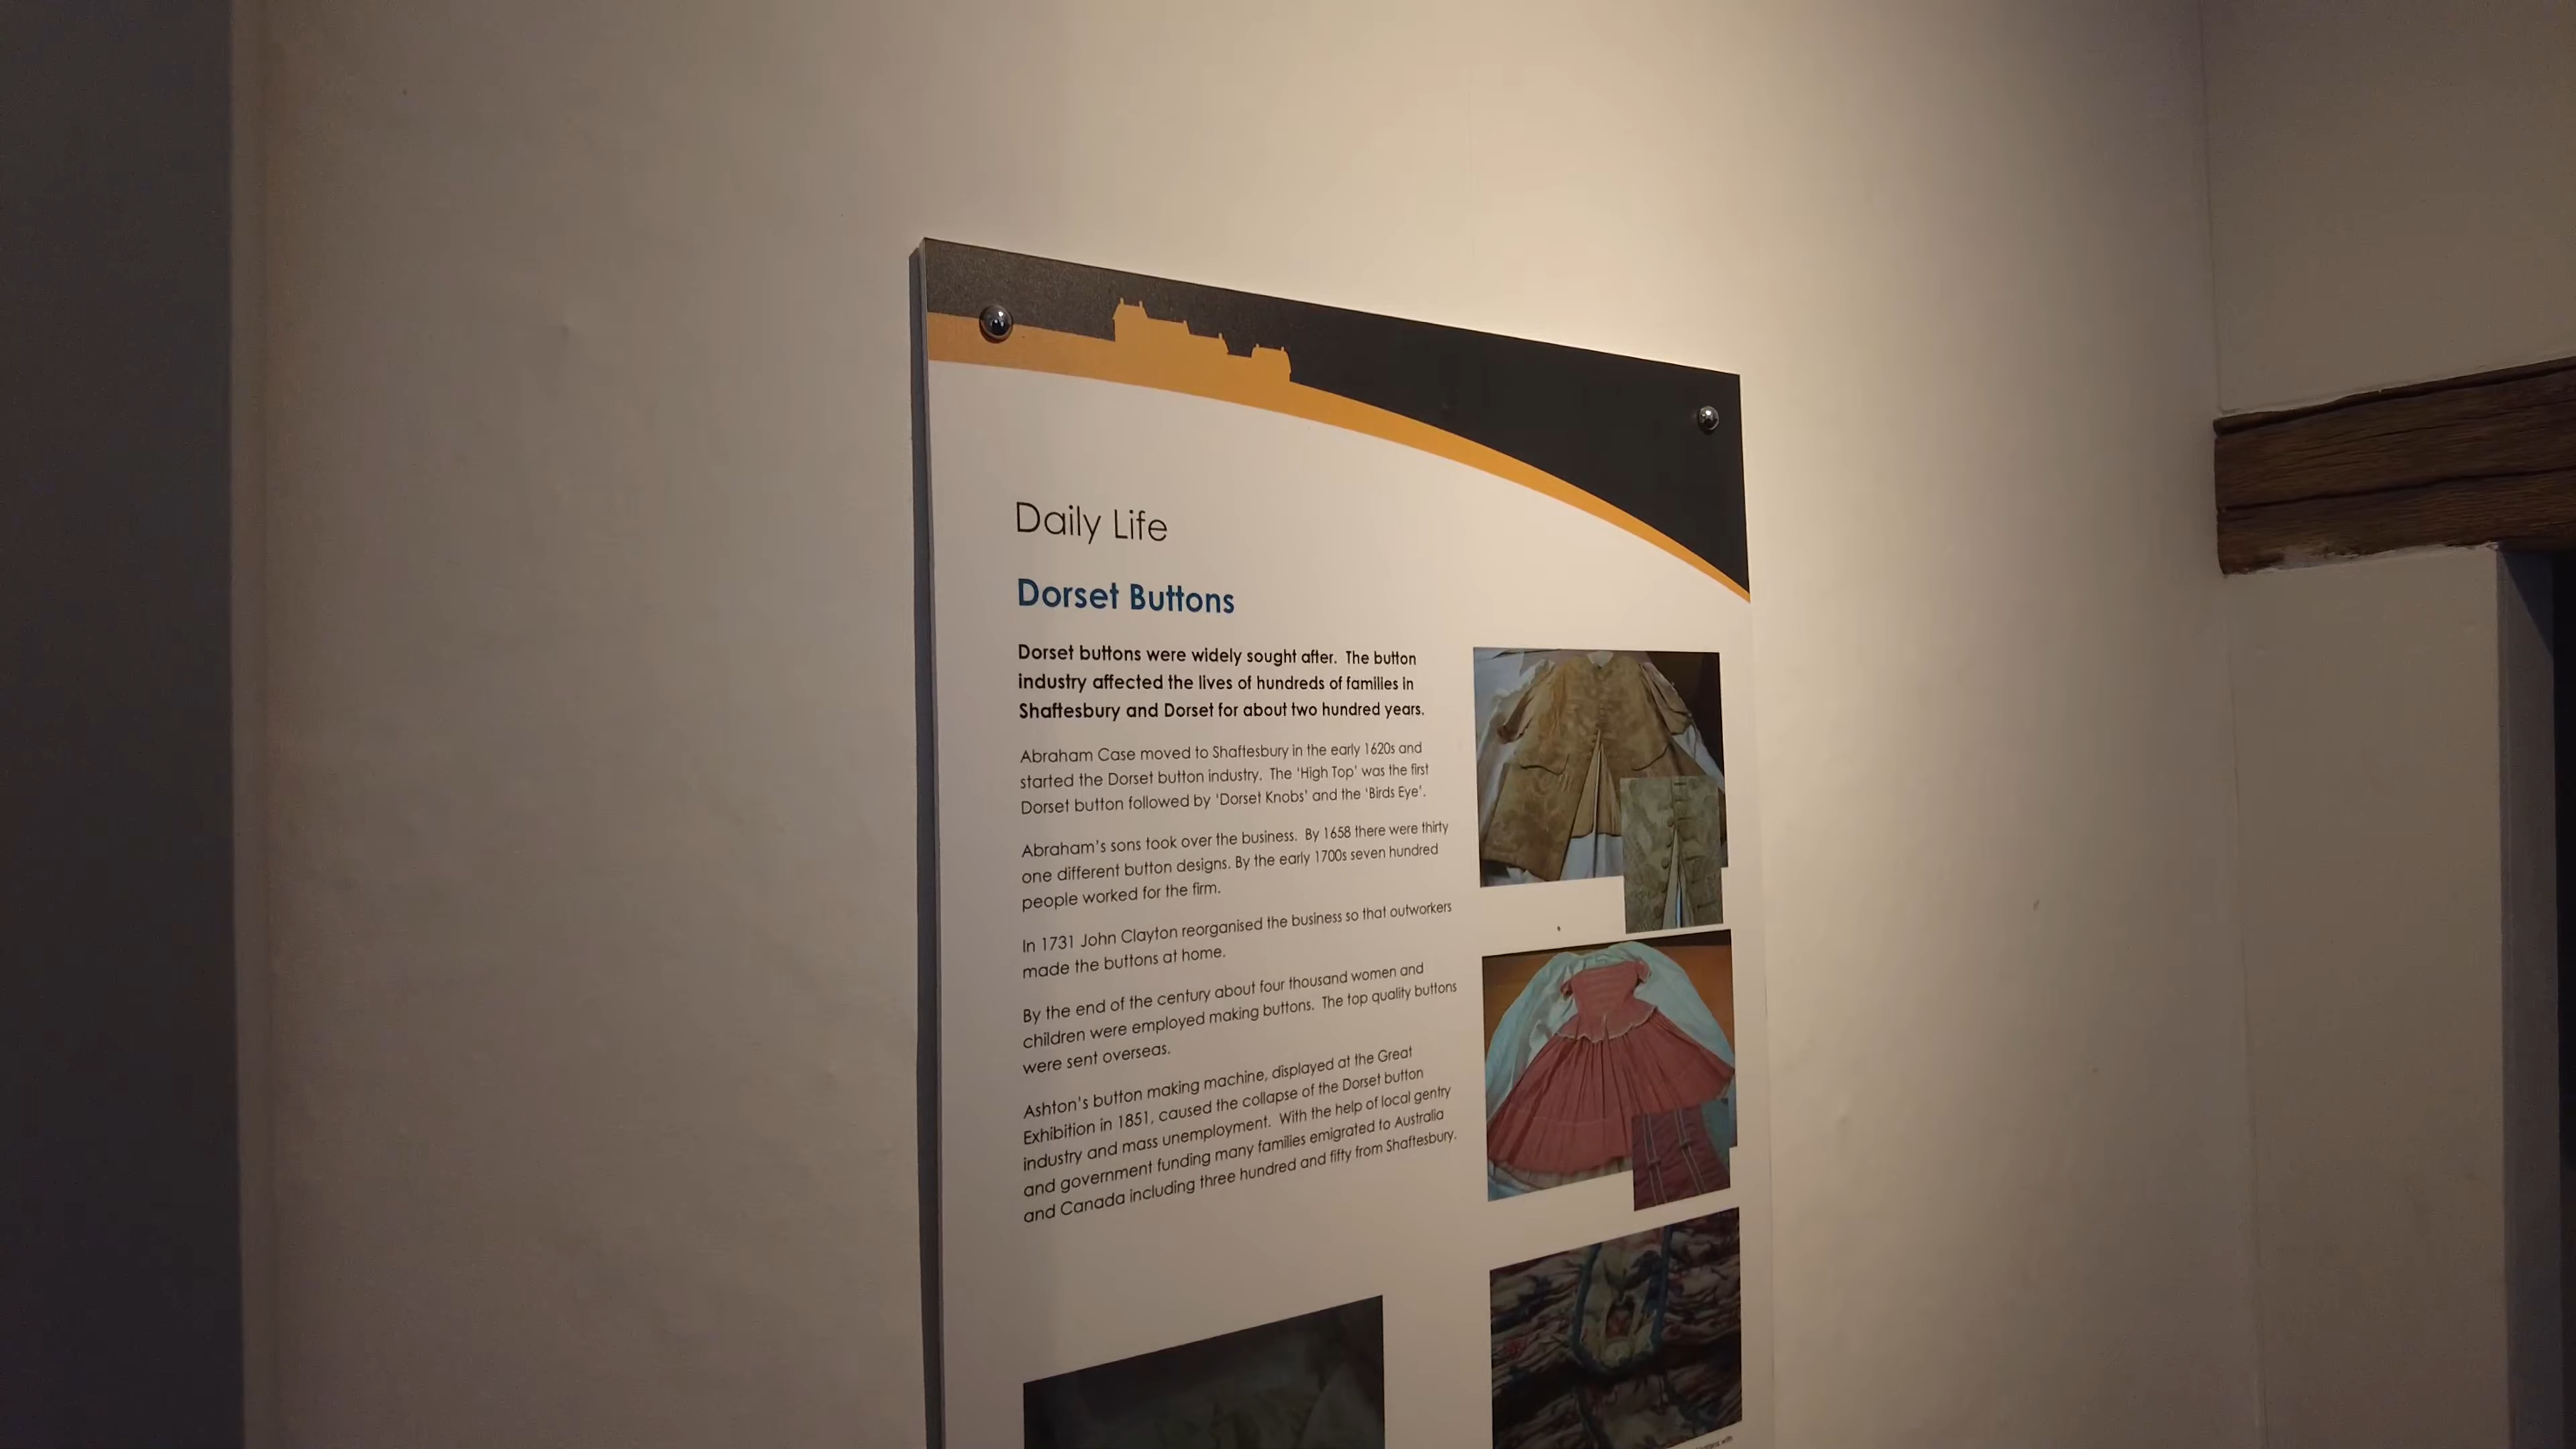 Daily Life
Dorset Buttons
Dorset buttons were widely sought after. The button
industry affected the lives of hundreds of families in
Shaftesbury and Dorset for about two hundred years.
Abraham Case moved to Shaftesbury in the early 1620s and
started the Dorset button industry. The 'High Top' was the first
Dorset button followed by 'Dorset Knobs' and the 'Birds Eye'.
Abraham's sons took over the business. By 1658 there were thirty
one different button designs. By the early 1700s seven hundred
people worked for the firm.
In 1731 John Clayton reorganised the business so that outworkers
made the buttons at home.
By the end of the century about four thousand women and
children were employed making buttons. The top quality buttons
were sent overseas.
Ashton's button making machine, displayed at the Great
Exhibition in 1851, caused the collapse of the Dorset button
industry and mass unemployment. With the help of local gentry
and government funding many families emigrated to Australia
and Canada including three hundred and fifty from Shaftesbury.